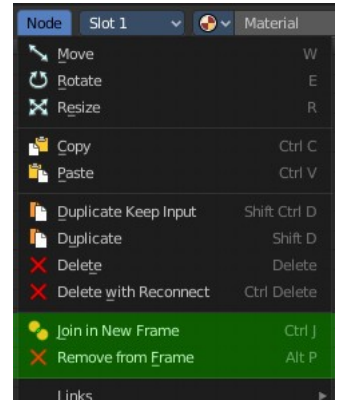 Node Slot 1 Material
Move W
Rotate E
Resize R
Copy Ctrl C
Paste Ctrl V
Duplicate Keep Input Shift Ctrl D
Duplicate Shift D
Delete Delete
Delete with Reconnect Ctrl Delete
Join in New Frame Ctrl J
Remove from Frame Alt P
Links